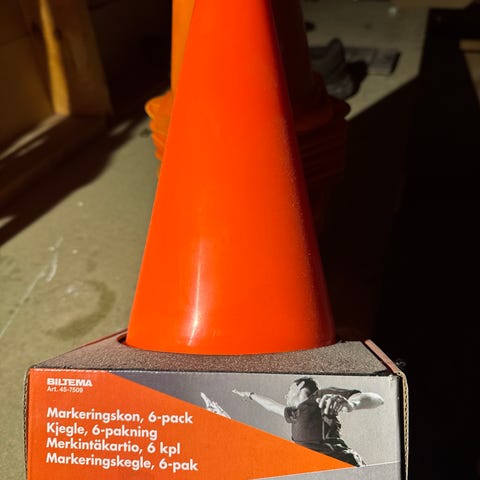 BILTEMA
Art. 45-7509
Markeringskon, 6-pack
Kjegle, 6-pakning
Merkintäkartio, 6 kpl
Markeringskegle, 6-pak